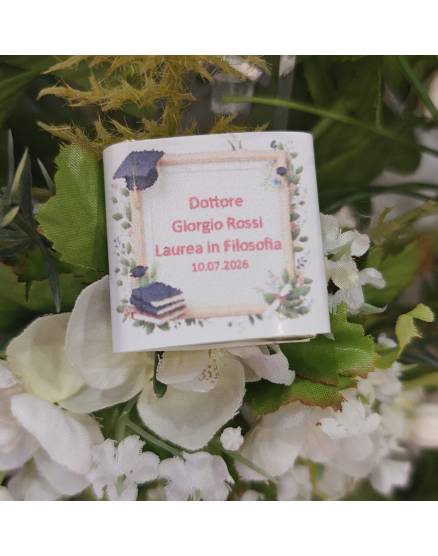 Dottore
Giorgio Rossi
Laurea in Filosofia
10.07.2026